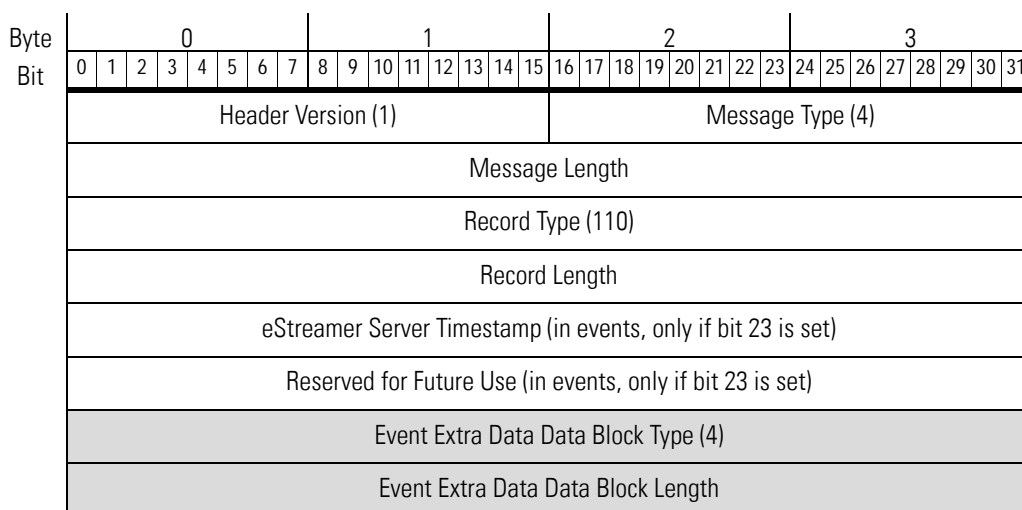 Byte 0 1 2 3
Bit 0 1 2 3 4 5 6 7 8 9 10 11 12 13 14 15 16 17 18 19 20 21 22 23 24 25 26 27 28 29 30 31
Header Version (1) Message Type (4)
Message Length
Record Type (110)
Record Length
eStreamer Server Timestamp (in events, only if bit 23 is set)
Reserved for Future Use (in events, only if bit 23 is set)
Event Extra Data Data Block Type (4)
Event Extra Data Data Block Length